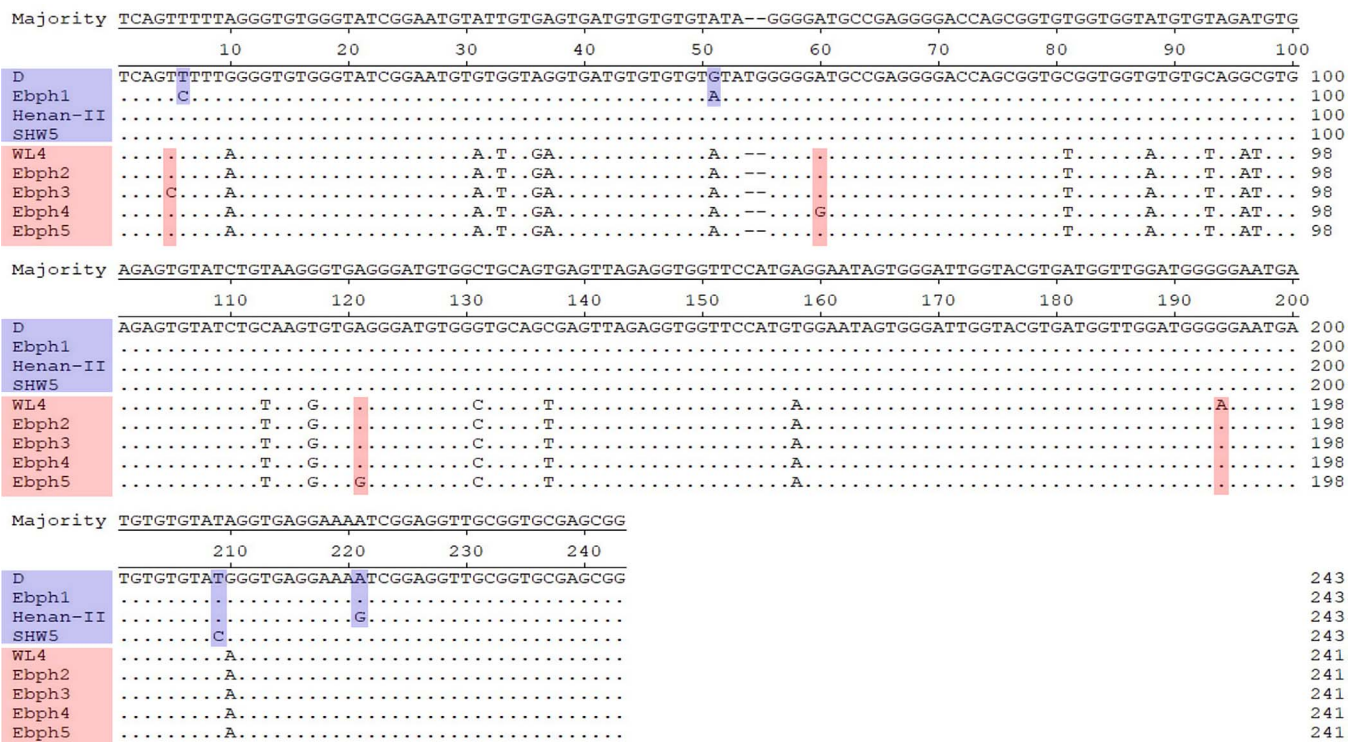 Majority TCAGTTTTTAGGGTGTGGGTATCGGAATGTATTGTGAGTGATGTGTGTGTATA--GGGGATGCCGAGGGGACCAGCGGTGTGGTGGTATGTGTAGATGTG
10 20 30 40 50 60 70 80 90 100
D TCAGTTTTTGGGGTGTGGGTATCGGAATGTGTGGTAGGTGATGTGTGTGTGTATGGGGGATGCCGAGGGGACCAGCGGTGCGGTGGTGTGTGCAGGCGTG 100
Ebph1 .....C............................................A................................................. 100
Henan-II .................................................................................................... 100
SHW5 .................................................................................................... 100
WL4 .........A....................A.T..GA.............A..--.........................T......A....T..AT... 98
Ebph2 .........A....................A.T..GA.............A..--.........................T......A....T..AT... 98
Ebph3 ....C....A....................A.T..GA.............A..--.........................T......A....T..AT... 98
Ebph4 .........A....................A.T..GA.............A..--....G....................T......A....T..AT... 98
Ebph5 .........A....................A.T..GA.............A..--.........................T......A....T..AT... 98
Majority AGAGTGTATCTGTAAGGGTGAGGGATGTGGCTGCAGTGAGTTAGAGGTGGTTCCATGAGGAATAGTGGGATTGGTACGTGATGGTTGGATGGGGGAATGA
110 120 130 140 150 160 170 180 190 200
D AGAGTGTATCTGCAAGTGTGAGGGATGTGGGTGCAGCGAGTTAGAGGTGGTTCCATGTGGAATAGTGGGATTGGTACGTGATGGTTGGATGGGGGAATGA 200
Ebph1 .................................................................................................... 200
Henan-II .................................................................................................... 200
SHW5 .................................................................................................... 200
WL4 ............T...G.............C.....T....................A...................................A...... 198
Ebph2 ............T...G.............C.....T....................A.......................................... 198
Ebph3 ............T...G.............C.....T....................A.......................................... 198
Ebph4 ............T...G.............C.....T....................A.......................................... 198
Ebph5 ............T...G...G.........C.....T....................A.......................................... 198
Majority TGTGTGTATAGGTGAGGAAAATCGGAGGTTGCGGTGCGAGCGG
210 220 230 240
D TGTGTGTATGGGTGAGGAAAATCGGAGGTTGCGGTGCGAGCGG 243
Ebph1 ........................................... 243
Henan-II ....................G...................... 243
SHW5 ........C.................................. 243
WL4 .........A................................. 241
Ebph2 .........A................................. 241
Ebph3 .........A................................. 241
Ebph4 .........A................................. 241
Ebph5 .........A................................. 241